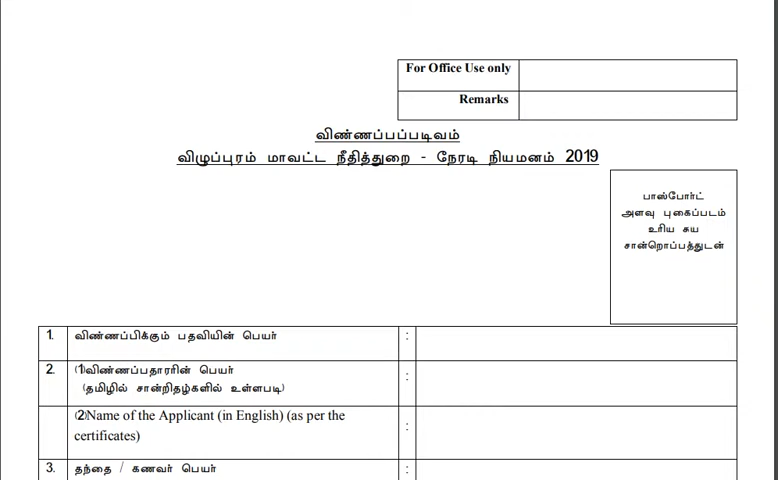 For Office Use only
Remarks
விண்ணப்பப்படிவம்
விழுப்புரம் மாவட்ட நீதித்துறை - நேரடி நியமனம் 2019
பாஸ்போர்ட்
அளவு புகைப்படம்
உரிய சுய
சான்றொப்பத்துடன்
1. விண்ணப்பிக்கும் பதவியின் பெயர் :
2. (1)விண்ணப்பதாரரின் பெயர்
(தமிழில் சான்றிதழ்களில் உள்ளபடி) :
(2)Name of the Applicant (in English) (as per the
certificates) :
3. தந்தை / கணவர் பெயர் :